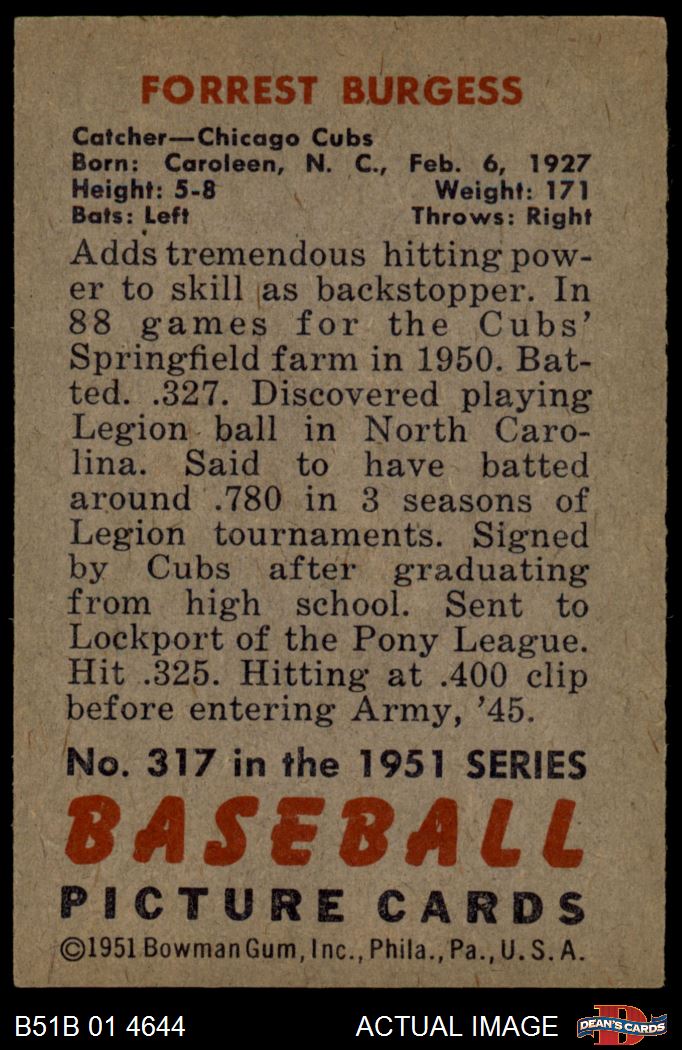 FORREST BURGESS
Catcher—Chicago Cubs
Born: Caroleen, N. C., Feb. 6, 1927
Height: 5-8 Weight: 171
Bats: Left Throws: Right
Adds tremendous hitting pow-
er to skill as backstopper. In
88 games for the Cubs'
Springfield farm in 1950. Bat-
ted. .327. Discovered playing
Legion ball in North Caro-
lina. Said to have batted
around .780 in 3 seasons of
Legion tournaments. Signed
by Cubs after graduating
from high school. Sent to
Lockport of the Pony League.
Hit .325. Hitting at .400 clip
before entering Army, '45.
No. 317 in the 1951 SERIES
BASEBALL
PICTURE CARDS
©1951 Bowman Gum, Inc., Phila., Pa., U. S. A.
B51B 01 4644 ACTUAL IMAGE D DEAN'S CARDS